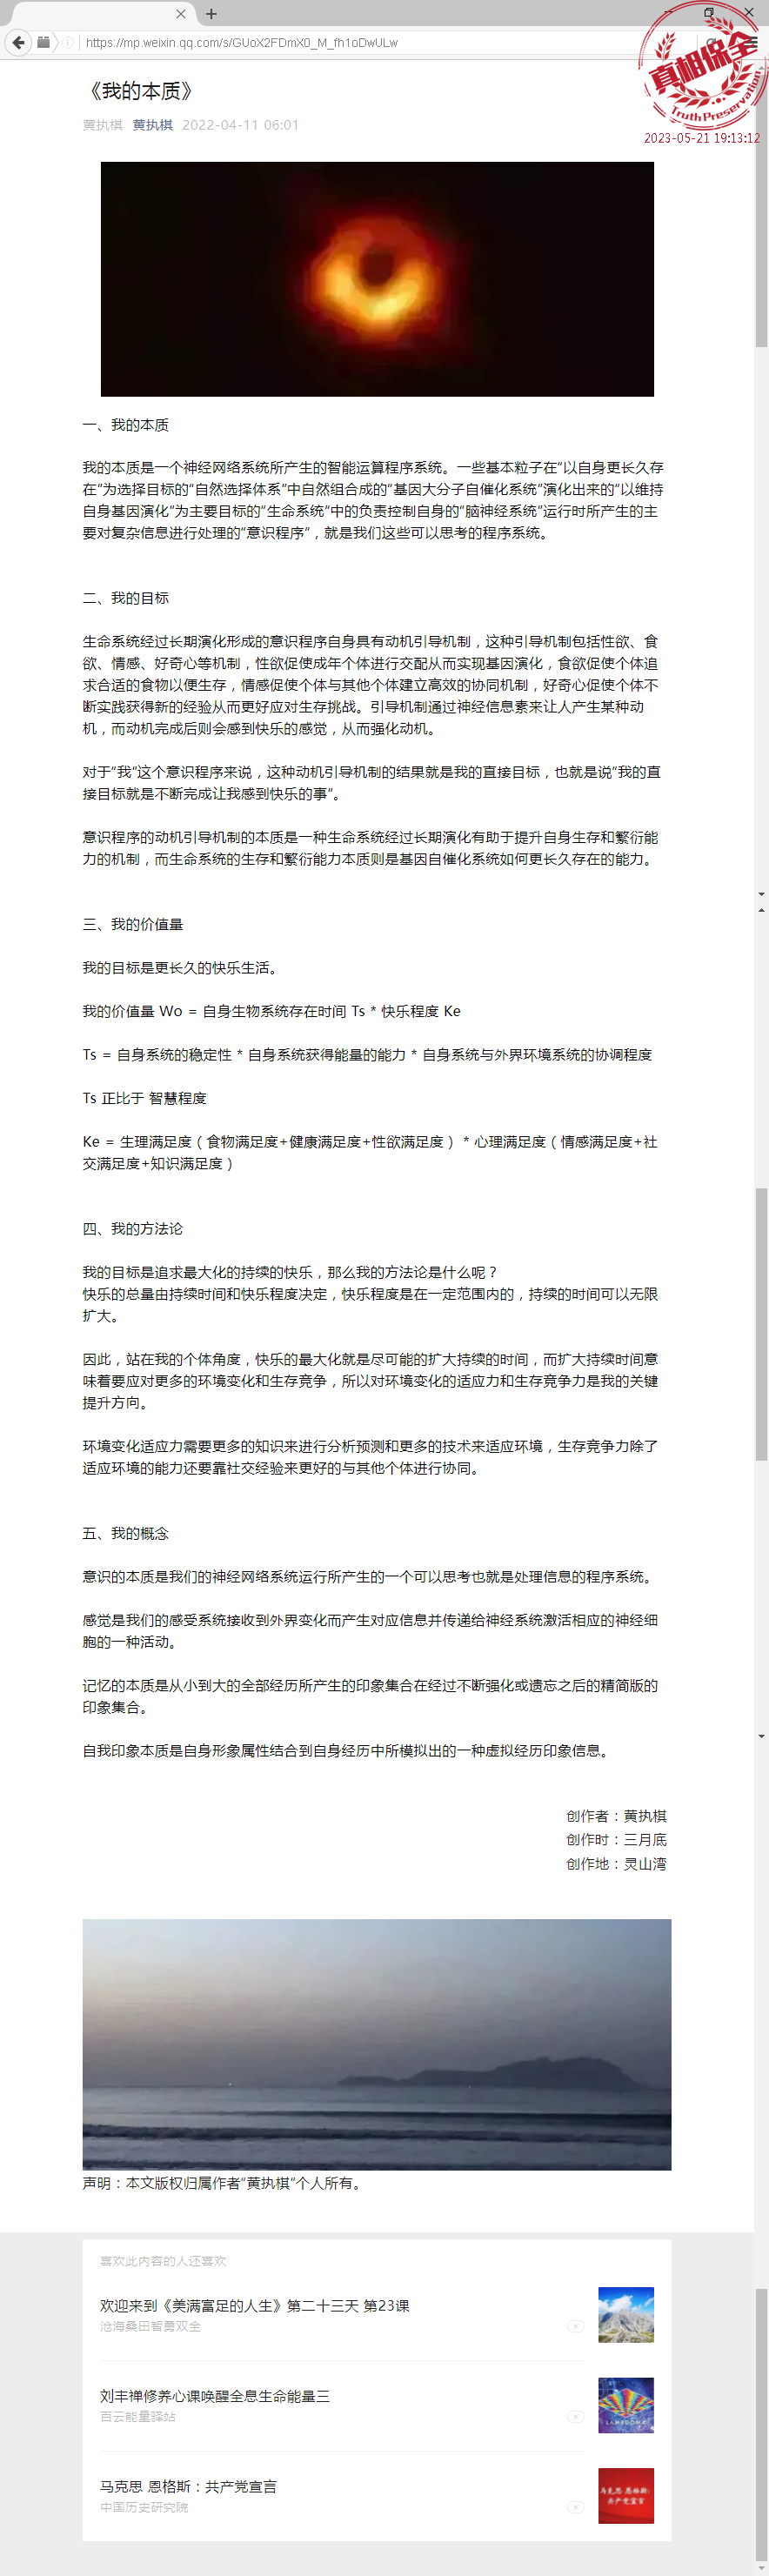 https://mp.weixin.qq.com/s/GUoX2FDmX0_M_fh1oDwULw
真相保全
Truth Preservation
2023-05-21 19:13:12
《我的本质》
黄执棋 黄执棋 2022-04-11 06:01
一、我的本质
我的本质是一个神经网络系统所产生的智能运算程序系统。一些基本粒子在“以自身更长久存
在”为选择目标的“自然选择体系”中自然组合成的“基因大分子自催化系统”演化出来的“以维持
自身基因演化”为主要目标的“生命系统”中的负责控制自身的“脑神经系统”运行时所产生的主
要对复杂信息进行处理的“意识程序”，就是我们这些可以思考的程序系统。
二、我的目标
生命系统经过长期演化形成的意识程序自身具有动机引导机制，这种引导机制包括性欲、食
欲、情感、好奇心等机制，性欲促使成年个体进行交配从而实现基因演化，食欲促使个体追
求合适的食物以便生存，情感促使个体与其他个体建立高效的协同机制，好奇心促使个体不
断实践获得新的经验从而更好应对生存挑战。引导机制通过神经信息素来让人产生某种动
机，而动机完成后则会感到快乐的感觉，从而强化动机。
对于“我”这个意识程序来说，这种动机引导机制的结果就是我的直接目标，也就是说“我的直
接目标就是不断完成让我感到快乐的事”。
意识程序的动机引导机制的本质是一种生命系统经过长期演化有助于提升自身生存和繁衍能
力的机制，而生命系统的生存和繁衍能力本质则是基因自催化系统如何更长久存在的能力。
三、我的价值量
我的目标是更长久的快乐生活。
我的价值量 Wo = 自身生物系统存在时间 Ts * 快乐程度 Ke
Ts = 自身系统的稳定性 * 自身系统获得能量的能力 * 自身系统与外界环境系统的协调程度
Ts 正比于 智慧程度
Ke = 生理满足度（食物满足度+健康满足度+性欲满足度） * 心理满足度（情感满足度+社
交满足度+知识满足度）
四、我的方法论
我的目标是追求最大化的持续的快乐，那么我的方法论是什么呢？
快乐的总量由持续时间和快乐程度决定，快乐程度是在一定范围内的，持续的时间可以无限
扩大。
因此，站在我的个体角度，快乐的最大化就是尽可能的扩大持续的时间，而扩大持续时间意
味着要应对更多的环境变化和生存竞争，所以对环境变化的适应力和生存竞争力是我的关键
提升方向。
环境变化适应力需要更多的知识来进行分析预测和更多的技术来适应环境，生存竞争力除了
适应环境的能力还要靠社交经验来更好的与其他个体进行协同。
五、我的概念
意识的本质是我们的神经网络系统运行所产生的一个可以思考也就是处理信息的程序系统。
感觉是我们的感受系统接收到外界变化而产生对应信息并传递给神经系统激活相应的神经细
胞的一种活动。
记忆的本质是从小到大的全部经历所产生的印象集合在经过不断强化或遗忘之后的精简版的
印象集合。
自我印象本质是自身形象属性结合到自身经历中所模拟出的一种虚拟经历印象信息。
创作者：黄执棋
创作时：三月底
创作地：灵山湾
声明：本文版权归属作者“黄执棋”个人所有。
喜欢此内容的人还喜欢
欢迎来到《美满富足的人生》第二十三天 第23课
沧海桑田智勇双全
刘丰禅修养心课唤醒全息生命能量三
百云能量驿站
LAMBDOMA
马克思 恩格斯：共产党宣言
中国历史研究院
马克思 恩格斯:
共产党宣言